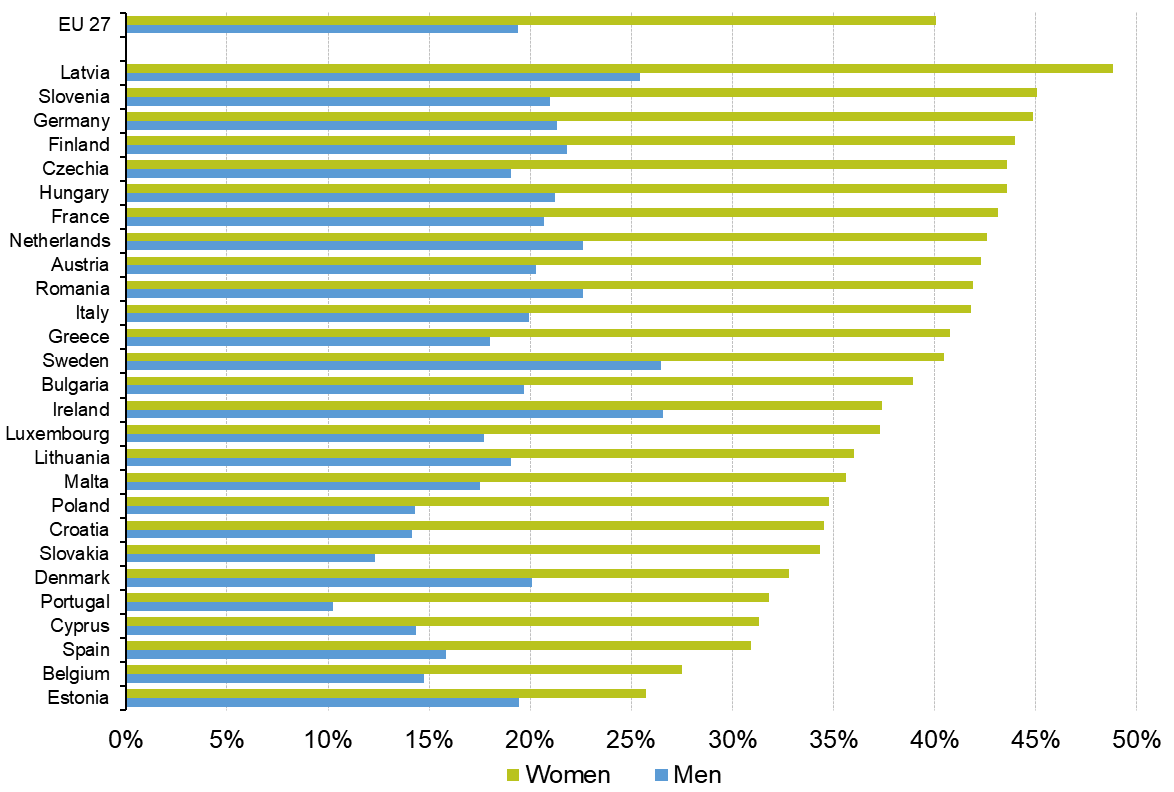 EU 27
Latvia
Slovenia
Germany
Finland
Czechia
Hungary
France
Netherlands
Austria
Romania
Italy
Greece
Sweden
Bulgaria
Ireland
Luxembourg
Lithuania
Malta
Poland
Croatia
Slovakia
Denmark
Portugal
Cyprus
Spain
Belgium
Estonia
0% 5% 10% 15% 20% 25% 30% 35% 40% 45% 50%
Women Men